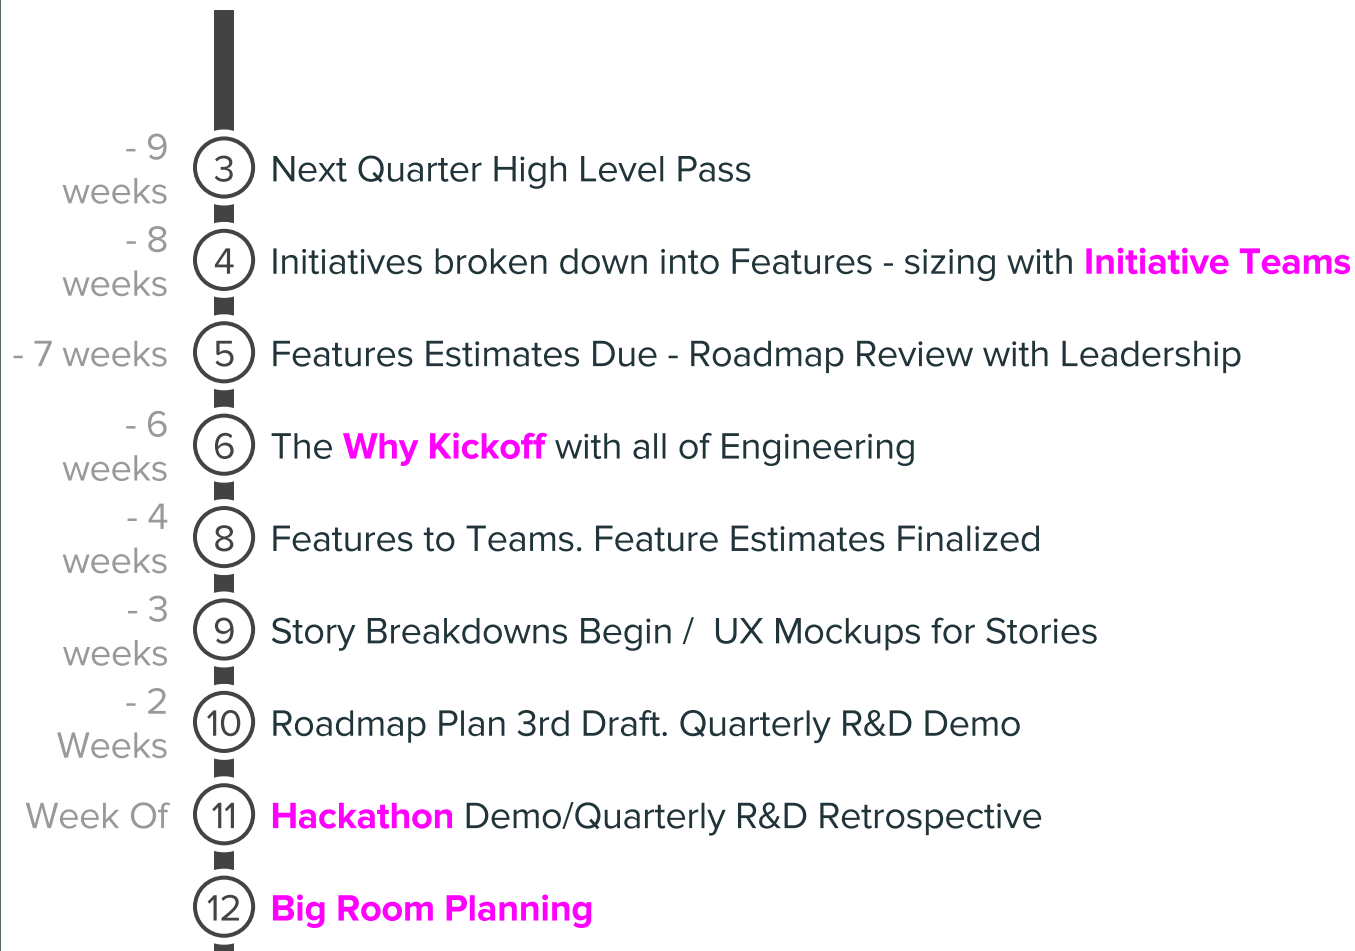 - 9
weeks
3 Next Quarter High Level Pass
- 8
weeks
4 Initiatives broken down into Features - sizing with Initiative Teams
- 7 weeks 5 Features Estimates Due - Roadmap Review with Leadership
- 6
weeks
6 The Why Kickoff with all of Engineering
- 4
weeks
8 Features to Teams. Feature Estimates Finalized
- 3
weeks
9 Story Breakdowns Begin /  UX Mockups for Stories
- 2
Weeks
10 Roadmap Plan 3rd Draft. Quarterly R&D Demo
Week Of 11 Hackathon Demo/Quarterly R&D Retrospective
12 Big Room Planning